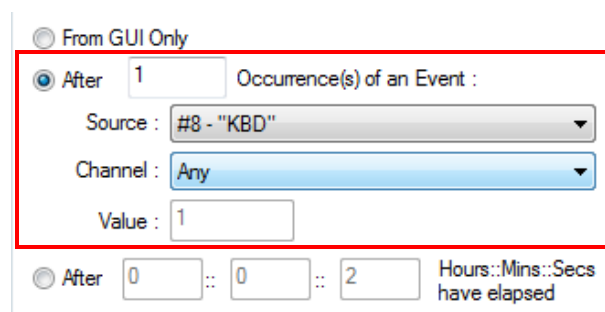 From GUI Only
After 1 Occurrence(s) of an Event :
Source : #8 - "KBD"
Channel : Any
Value : 1
After 0 :: 0 :: 2 Hours::Mins::Secs
have elapsed